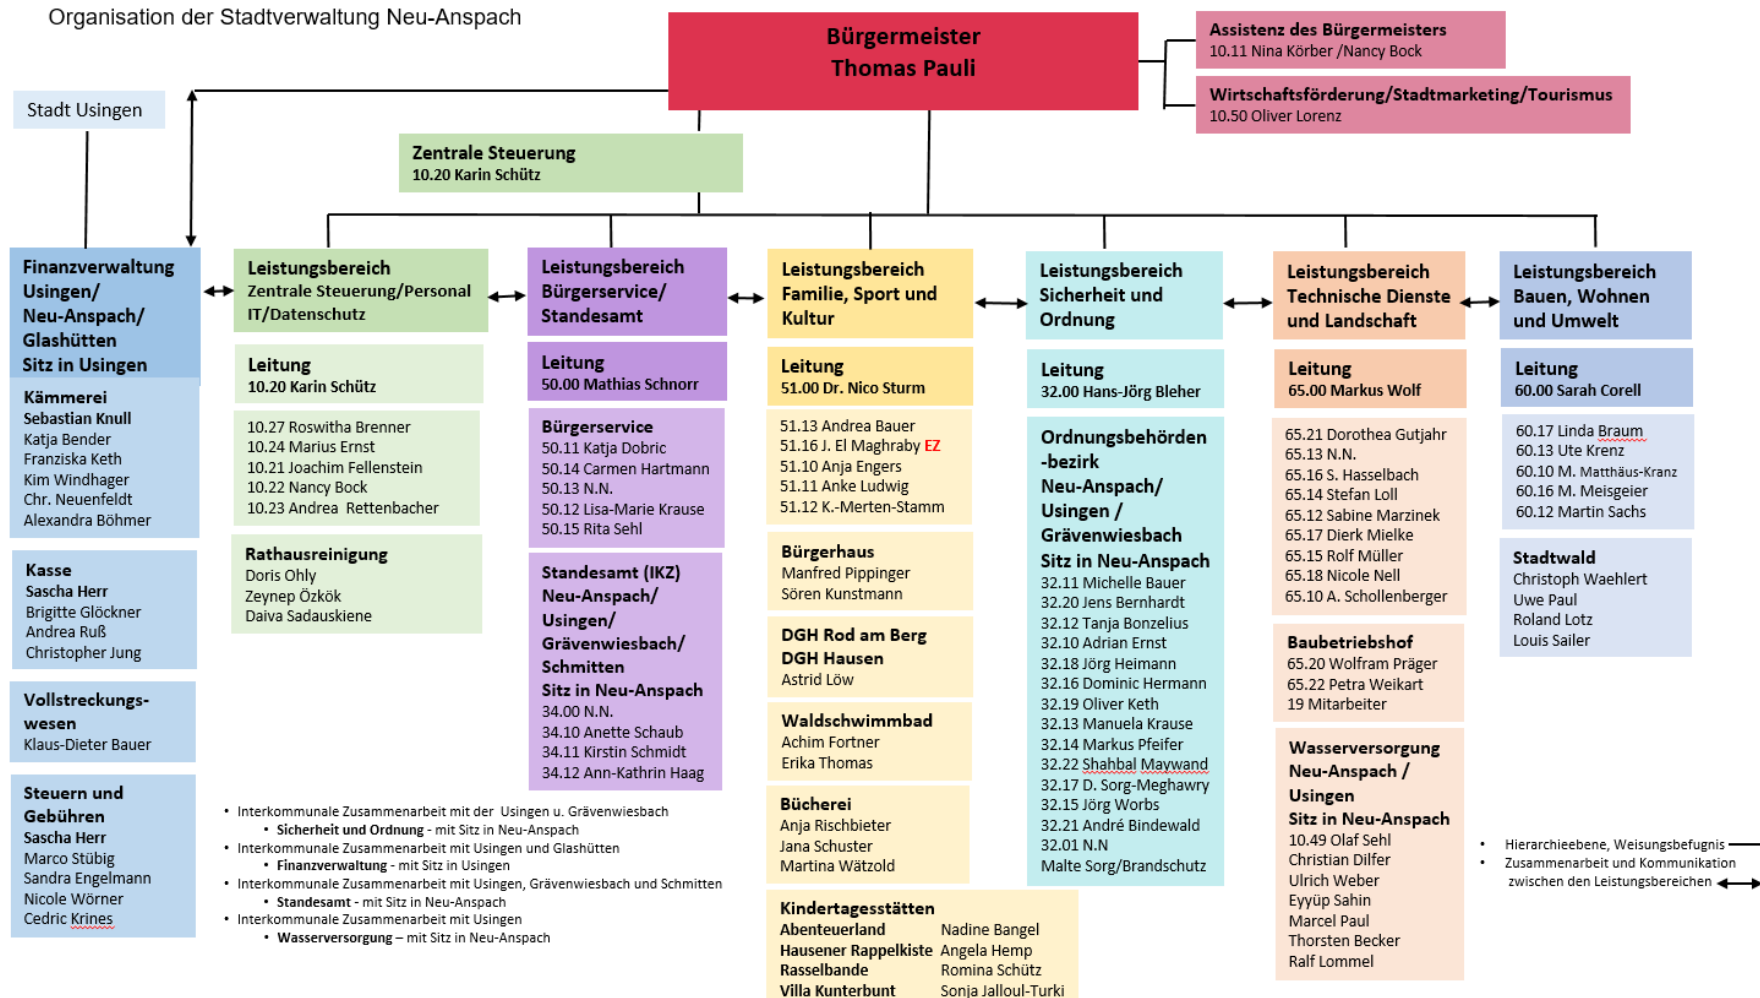 Organisation der Stadtverwaltung Neu-Anspach
Bürgermeister
Thomas Pauli
Assistenz des Bürgermeisters
10.11 Nina Körber /Nancy Bock
Wirtschaftsförderung/Stadtmarketing/Tourismus
10.50 Oliver Lorenz
Stadt Usingen
Zentrale Steuerung
10.20 Karin Schütz
Finanzverwaltung
Usingen/
Neu-Anspach/
Glashütten
Sitz in Usingen
Kämmerei
Sebastian Knull
Katja Bender
Franziska Keth
Kim Windhager
Chr. Neuenfeldt
Alexandra Böhmer
Kasse
Sascha Herr
Brigitte Glöckner
Andrea Ruß
Christopher Jung
Vollstreckungs-
wesen
Klaus-Dieter Bauer
Steuern und
Gebühren
Sascha Herr
Marco Stübig
Sandra Engelmann
Nicole Wörner
Cedric Krines
Leistungsbereich
Zentrale Steuerung/Personal
IT/Datenschutz
Leitung
10.20 Karin Schütz
10.27 Roswitha Brenner
10.24 Marius Ernst
10.21 Joachim Fellenstein
10.22 Nancy Bock
10.23 Andrea Rettenbacher
Rathausreinigung
Doris Ohly
Zeynep Özkök
Daiva Sadauskiene
Leistungsbereich
Bürgerservice/
Standesamt
Leitung
50.00 Mathias Schnorr
Bürgerservice
50.11 Katja Dobric
50.14 Carmen Hartmann
50.13 N.N.
50.12 Lisa-Marie Krause
50.15 Rita Sehl
Standesamt (IKZ)
Neu-Anspach/
Usingen/
Grävenwiesbach/
Schmitten
Sitz in Neu-Anspach
34.00 N.N.
34.10 Anette Schaub
34.11 Kirstin Schmidt
34.12 Ann-Kathrin Haag
Leistungsbereich
Familie, Sport und
Kultur
Leitung
51.00 Dr. Nico Sturm
51.13 Andrea Bauer
51.16 J. El Maghraby EZ
51.10 Anja Engers
51.11 Anke Ludwig
51.12 K.-Merten-Stamm
Bürgerhaus
Manfred Pippinger
Sören Kunstmann
DGH Rod am Berg
DGH Hausen
Astrid Löw
Waldschwimmbad
Achim Fortner
Erika Thomas
Bücherei
Anja Rischbieter
Jana Schuster
Martina Wätzold
Kindertagesstätten
Abenteuerland Nadine Bangel
Hausener Rappelkiste Angela Hemp
Rasselbande Romina Schütz
Villa Kunterbunt Sonja Jalloul-Turki
Leistungsbereich
Sicherheit und
Ordnung
Leitung
32.00 Hans-Jörg Bleher
Ordnungsbehörden
-bezirk
Neu-Anspach/
Usingen /
Grävenwiesbach
Sitz in Neu-Anspach
32.11 Michelle Bauer
32.20 Jens Bernhardt
32.12 Tanja Bonzelius
32.10 Adrian Ernst
32.18 Jörg Heimann
32.16 Dominic Hermann
32.19 Oliver Keth
32.13 Manuela Krause
32.14 Markus Pfeifer
32.22 Shahbal Maywand
32.17 D. Sorg-Meghawry
32.15 Jörg Worbs
32.21 André Bindewald
32.01 N.N
Malte Sorg/Brandschutz
Leistungsbereich
Technische Dienste
und Landschaft
Leitung
65.00 Markus Wolf
65.21 Dorothea Gutjahr
65.13 N.N.
65.16 S. Hasselbach
65.14 Stefan Loll
65.12 Sabine Marzinek
65.17 Dierk Mielke
65.15 Rolf Müller
65.18 Nicole Nell
65.10 A. Schollenberger
Baubetriebshof
65.20 Wolfram Präger
65.22 Petra Weikart
19 Mitarbeiter
Wasserversorgung
Neu-Anspach /
Usingen
Sitz in Neu-Anspach
10.49 Olaf Sehl
Christian Dilfer
Ulrich Weber
Eyyüp Sahin
Marcel Paul
Thorsten Becker
Ralf Lommel
Leistungsbereich
Bauen, Wohnen
und Umwelt
Leitung
60.00 Sarah Corell
60.17 Linda Braum
60.13 Ute Krenz
60.10 M. Matthäus-Kranz
60.16 M. Meisgeier
60.12 Martin Sachs
Stadtwald
Christoph Waehlert
Uwe Paul
Roland Lotz
Louis Sailer
• Interkommunale Zusammenarbeit mit der Usingen u. Grävenwiesbach
• Sicherheit und Ordnung - mit Sitz in Neu-Anspach
• Interkommunale Zusammenarbeit mit Usingen und Glashütten
• Finanzverwaltung - mit Sitz in Usingen
• Interkommunale Zusammenarbeit mit Usingen, Grävenwiesbach und Schmitten
• Standesamt - mit Sitz in Neu-Anspach
• Interkommunale Zusammenarbeit mit Usingen
• Wasserversorgung – mit Sitz in Neu-Anspach
• Hierarchieebene, Weisungsbefugnis
• Zusammenarbeit und Kommunikation
zwischen den Leistungsbereichen